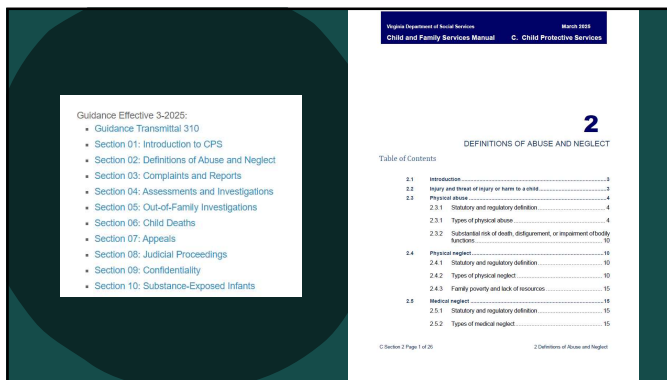 Guidance Effective 3-2025:
Guidance Transmittal 310
Section 01: Introduction to CPS
Section 02: Definitions of Abuse and Neglect
Section 03: Complaints and Reports
Section 04: Assessments and Investigations
Section 05: Out-of-Family Investigations
Section 06: Child Deaths
Section 07: Appeals
Section 08: Judicial Proceedings
Section 09: Confidentiality
Section 10: Substance-Exposed Infants
Virginia Department of Social Services March 2025
Child and Family Services Manual C. Child Protective Services
2
DEFINITIONS OF ABUSE AND NEGLECT
Table of Contents
2.1 Introduction 3
2.2 Injury and threat of injury or harm to a child 3
2.3 Physical abuse 4
2.3.1 Statutory and regulatory definition 4
2.3.1 Types of physical abuse 4
2.3.2 Substantial risk of death, disfigurement, or impairment of bodily
functions 10
2.4 Physical neglect 10
2.4.1 Statutory and regulatory definition 10
2.4.2 Types of physical neglect 10
2.4.3 Family poverty and lack of resources 15
2.5 Medical neglect 15
2.5.1 Statutory and regulatory definition 15
2.5.2 Types of medical neglect 15
C Section 2 Page 1 of 26 2 Definitions of Abuse and Neglect